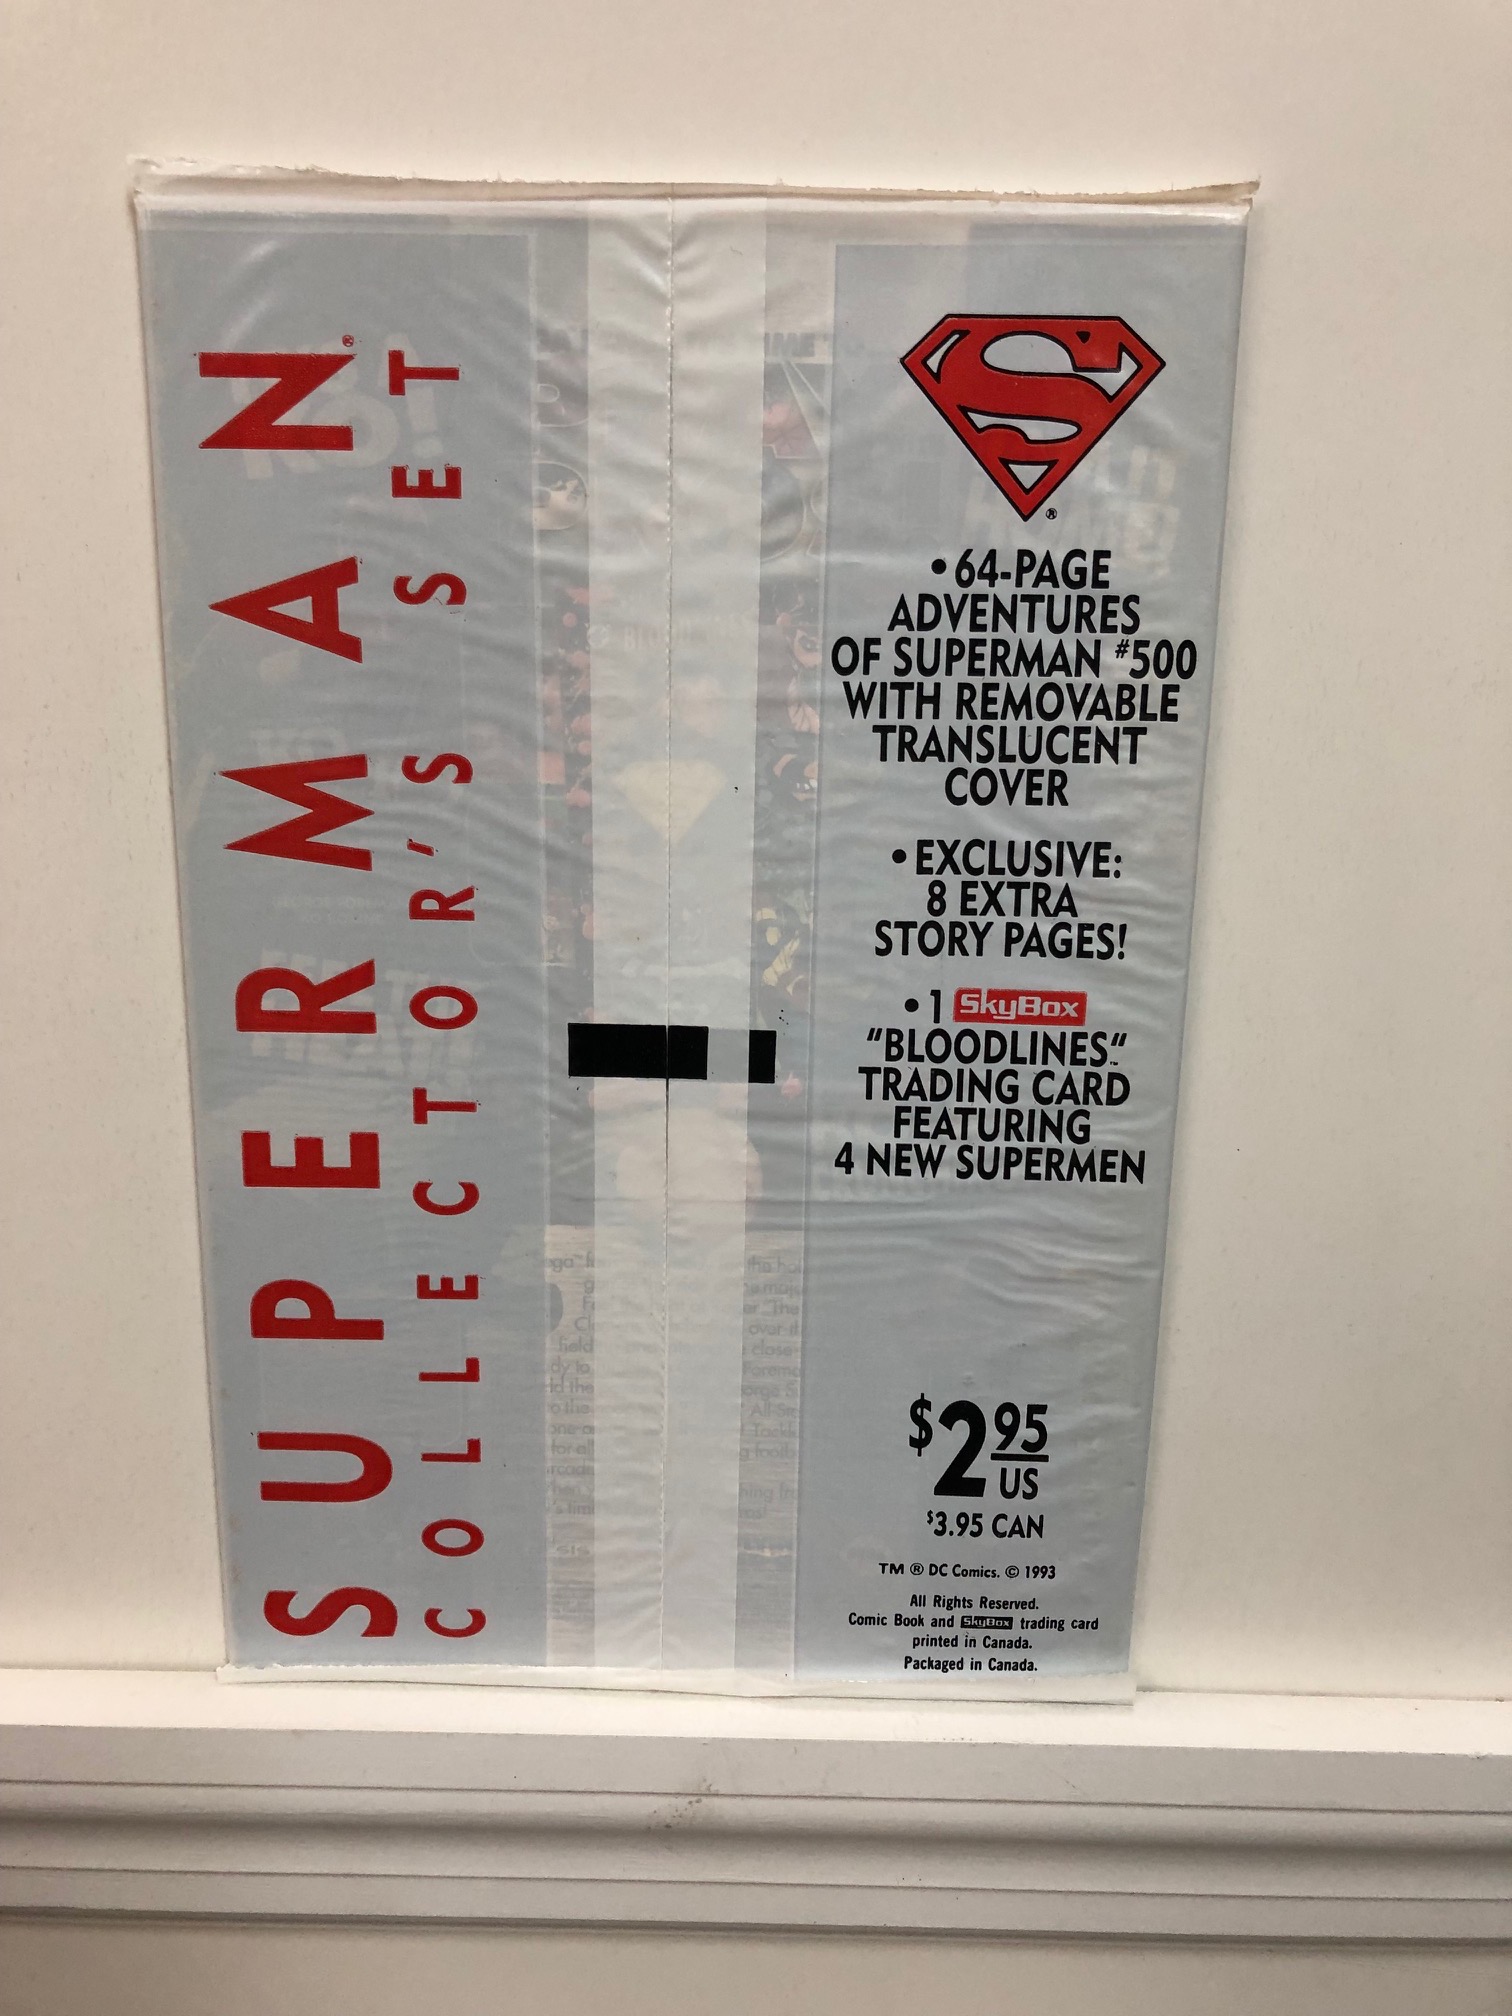 SUPERMAN®
COLLECTOR'S SET
®
• 64-PAGE
ADVENTURES
OF SUPERMAN #500
WITH REMOVABLE
TRANSLUCENT
COVER
• EXCLUSIVE:
8 EXTRA
STORY PAGES!
• 1 SkyBox
"BLOODLINES"
TRADING CARD
FEATURING
4 NEW SUPERMEN
$2.95
US
$3.95 CAN
TM ® DC Comics. © 1993
All Rights Reserved.
Comic Book and SkyBox trading card
printed in Canada.
Packaged in Canada.